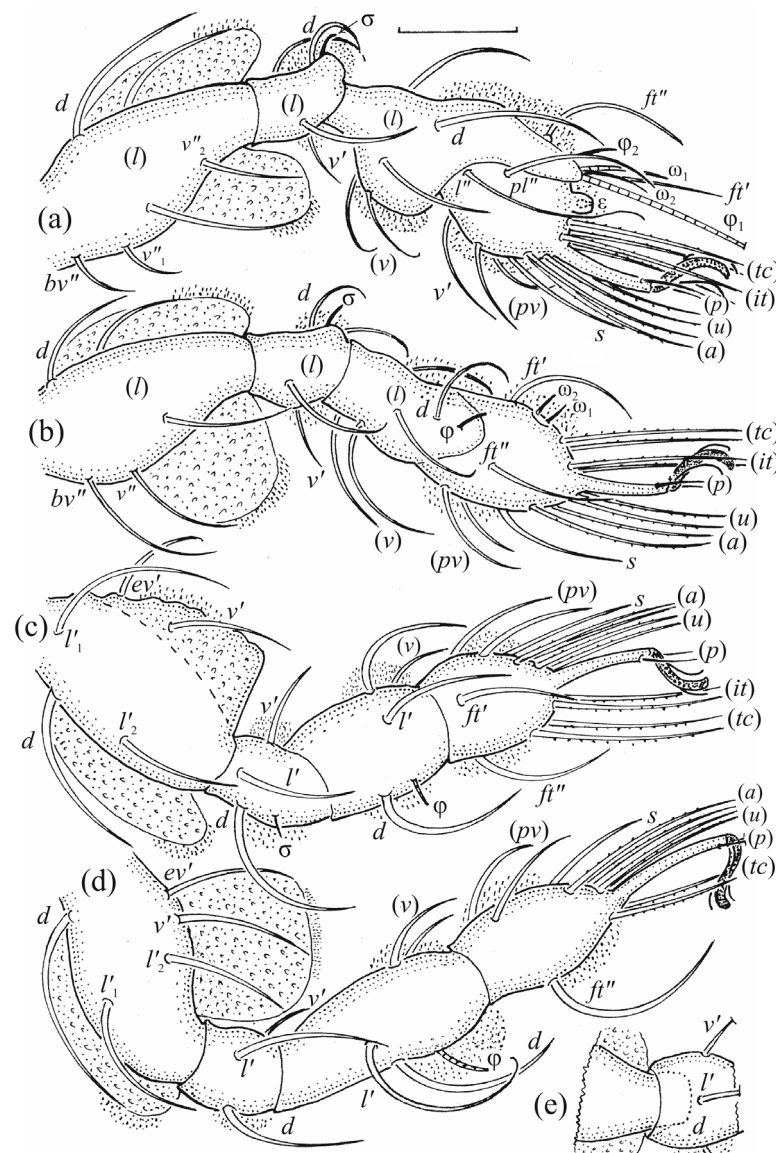 d σ
d (l) (l) d ft″
(l) v″₂ v′ φ₂ ω₁
(a) l″ pl″ ω₂ ft′
ε φ₁
v″₁ (v) (tc)
bv″ v′ (pv) (p) (it)
s (u)
(a)
d σ
d ft′
(l) (l) (l) d ω₂
ω₁
(b) φ (tc)
(it)
bv″ v″ v′ ft″ (p)
(v) (u)
(pv) s (a)
ev′
(c) l′₁ v′ (pv) s (a)
(v) (u)
(p)
v′ l′ ft′ (it)
d l′₂ l′ (tc)
φ ft″
d σ d
(a)
(d) ev′ (pv) s (u)
(p)
d v′ (v) (tc)
l′₂
l′₁ v′ ft″
l′ φ d
d l′
v′
(e) l′
d